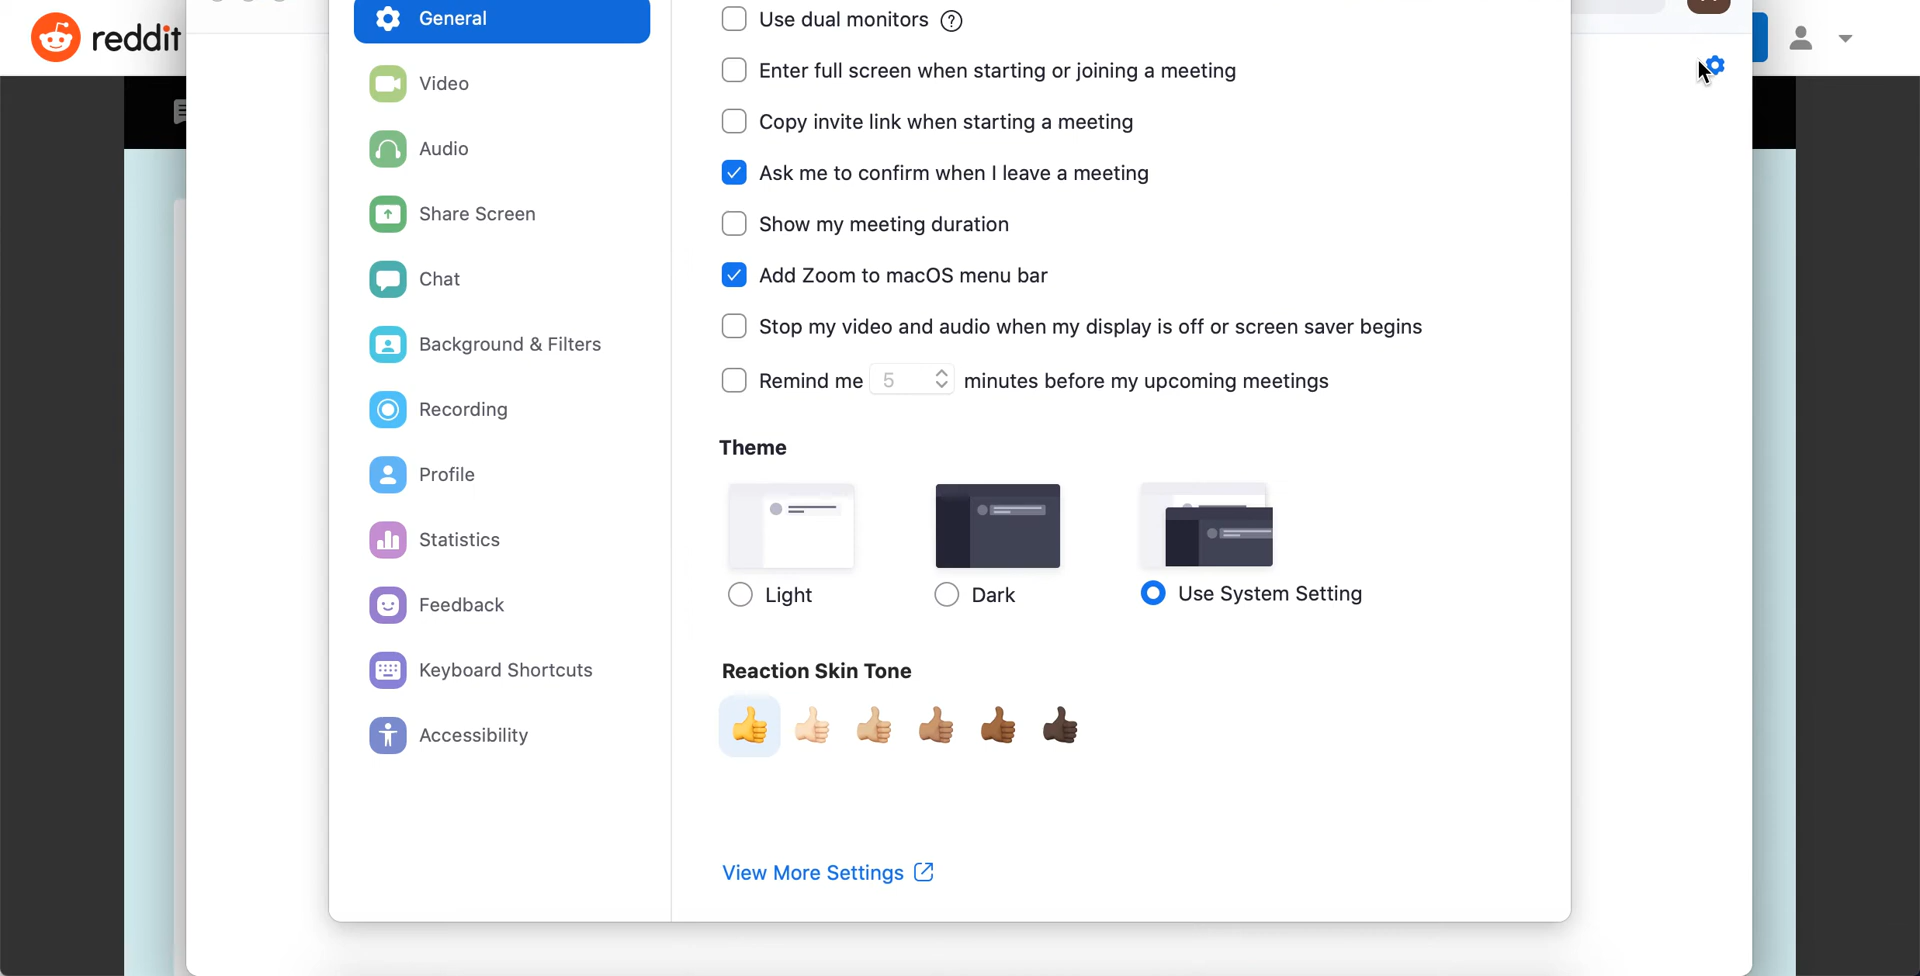 reddit
General
Video
Audio
Share Screen
Chat
Background & Filters
Recording
Profile
Statistics
Feedback
Keyboard Shortcuts
Accessibility
Use dual monitors ?
Enter full screen when starting or joining a meeting
Copy invite link when starting a meeting
Ask me to confirm when I leave a meeting
Show my meeting duration
Add Zoom to macOS menu bar
Stop my video and audio when my display is off or screen saver begins
Remind me 5 minutes before my upcoming meetings
Theme
Light Dark Use System Setting
Reaction Skin Tone
View More Settings